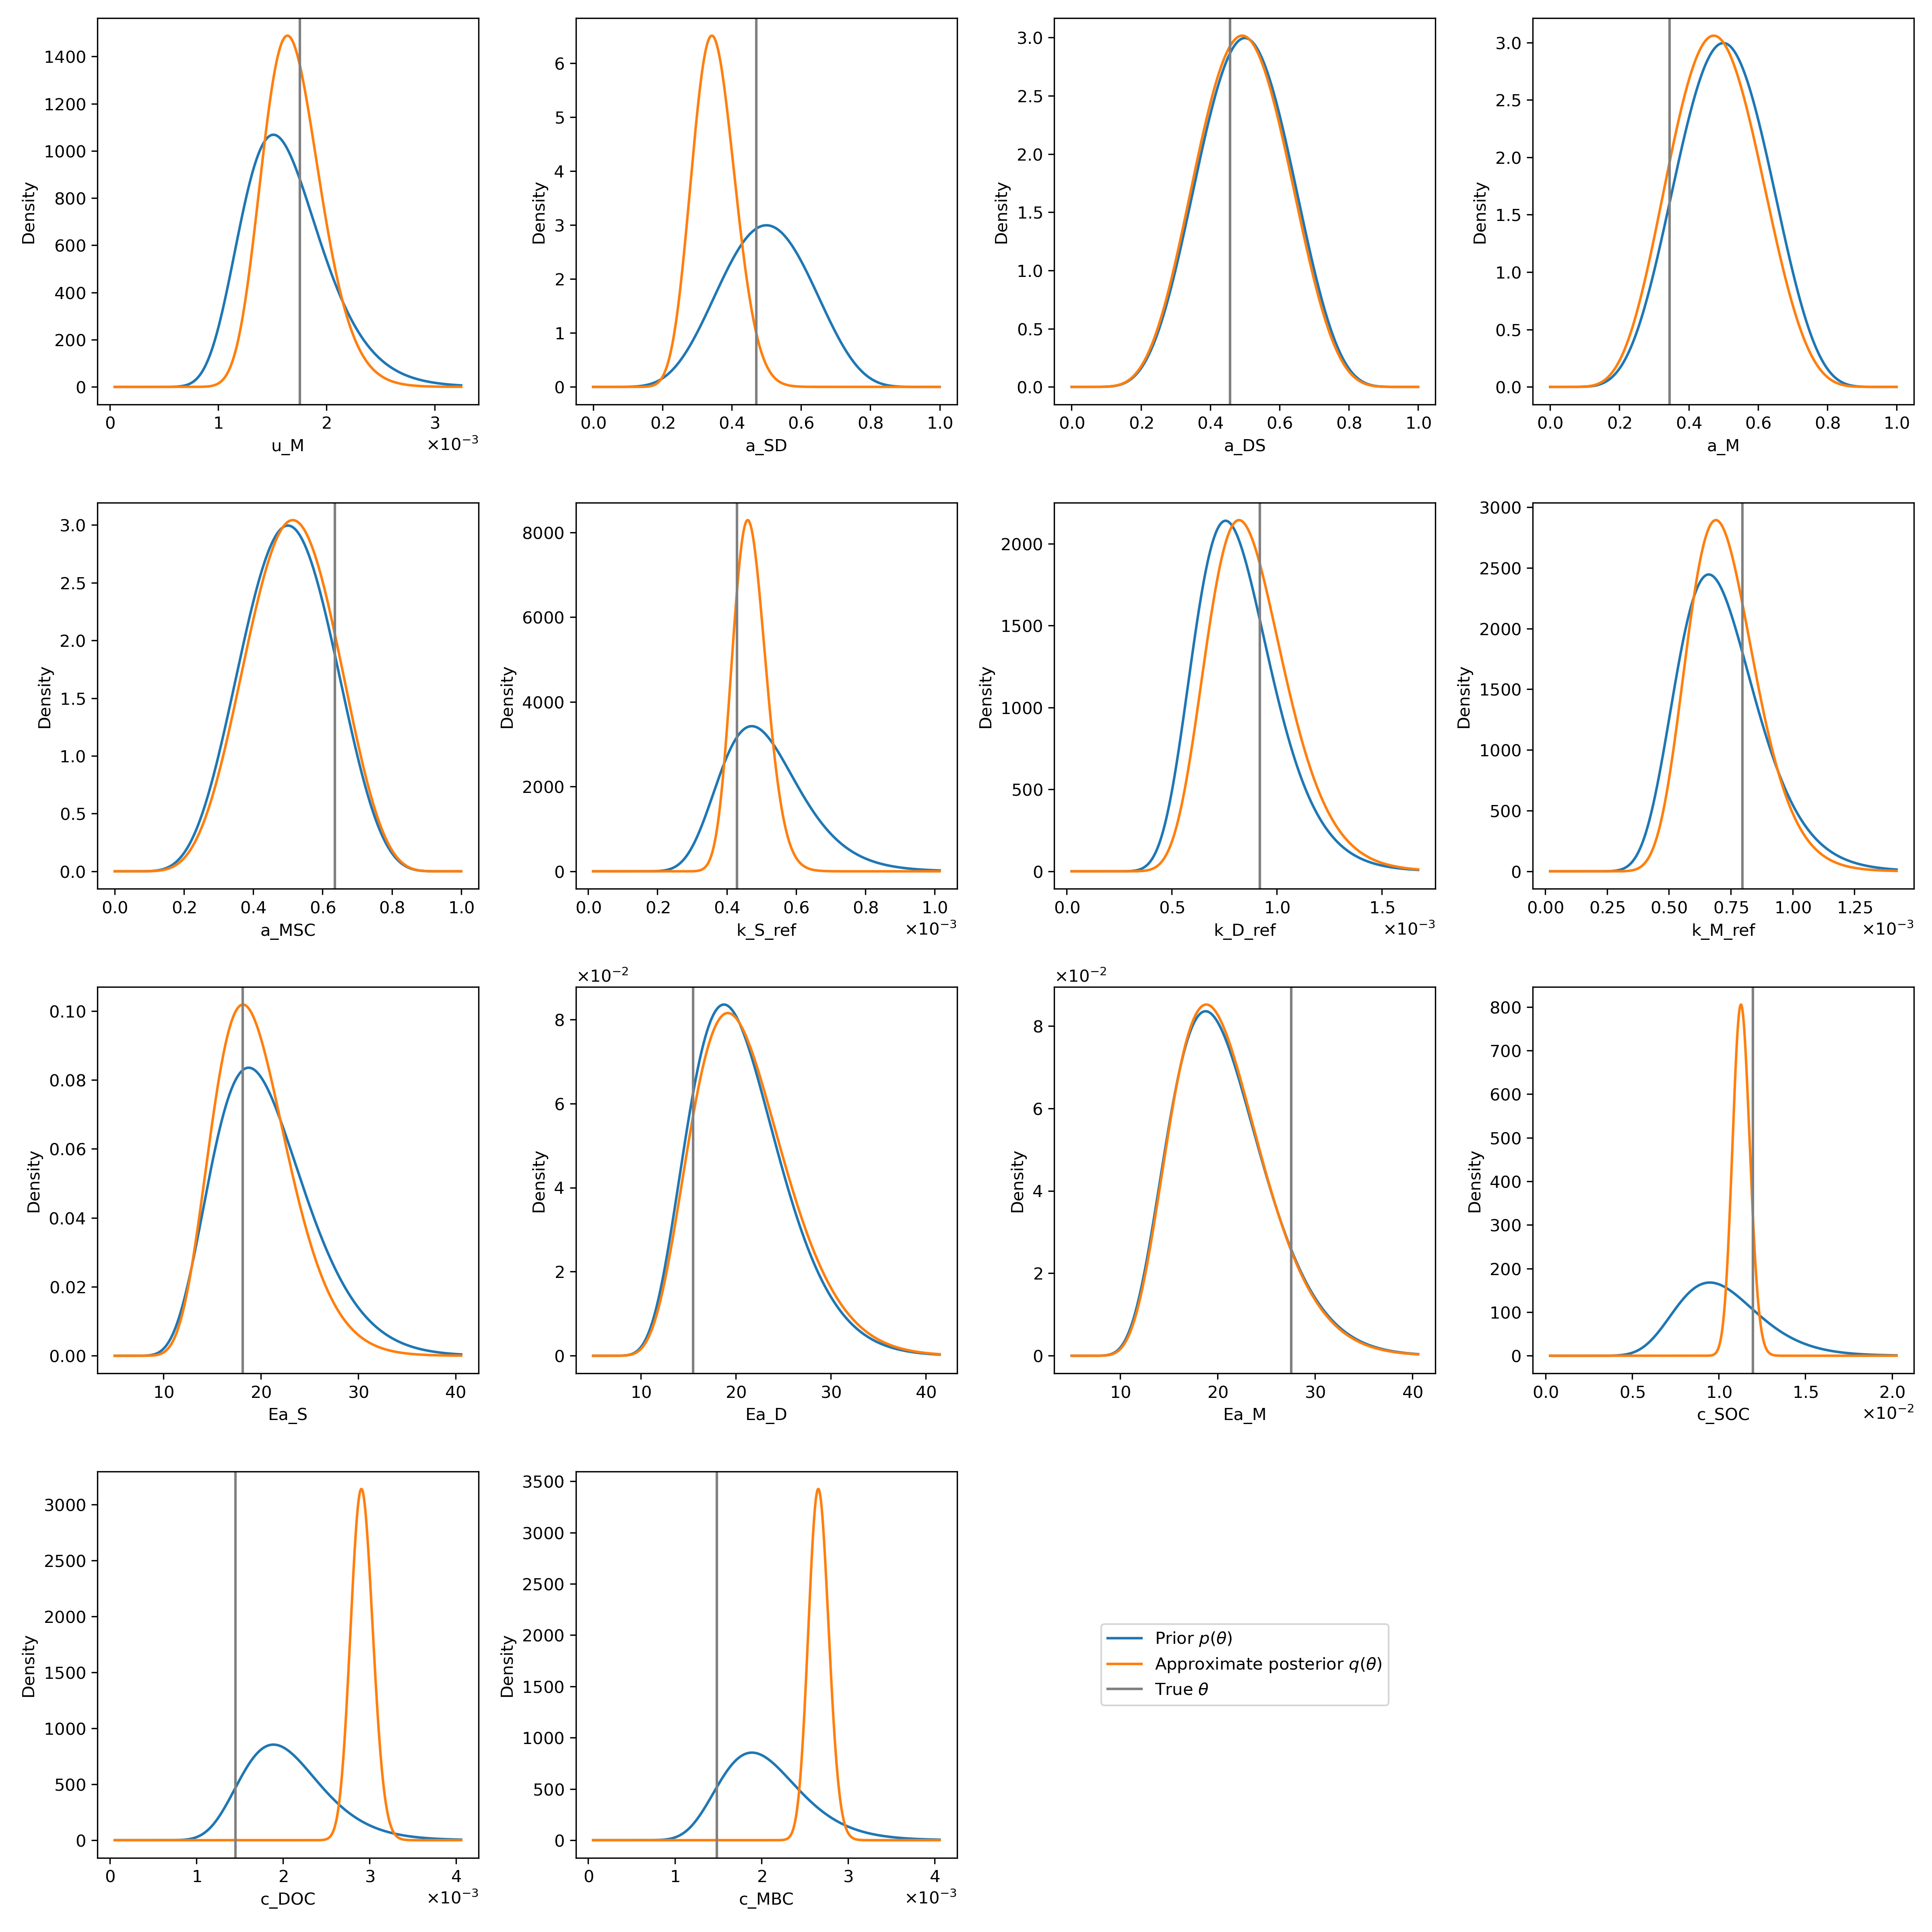 1400
1200
1000
800
600
400
200
0
Density
0 1 2 3
u_M ×10⁻³
6
5
4
3
2
1
0
Density
0.0 0.2 0.4 0.6 0.8 1.0
a_SD
3.0
2.5
2.0
1.5
1.0
0.5
0.0
Density
0.0 0.2 0.4 0.6 0.8 1.0
a_DS
3.0
2.5
2.0
1.5
1.0
0.5
0.0
Density
0.0 0.2 0.4 0.6 0.8 1.0
a_M
3.0
2.5
2.0
1.5
1.0
0.5
0.0
Density
0.0 0.2 0.4 0.6 0.8 1.0
a_MSC
8000
6000
4000
2000
0
Density
0.0 0.2 0.4 0.6 0.8 1.0
k_S_ref ×10⁻³
2000
1500
1000
500
0
Density
0.0 0.5 1.0 1.5
k_D_ref ×10⁻³
3000
2500
2000
1500
1000
500
0
Density
0.00 0.25 0.50 0.75 1.00 1.25
k_M_ref ×10⁻³
0.10
0.08
0.06
0.04
0.02
0.00
Density
10 20 30 40
Ea_S
×10⁻²
8
6
4
2
0
Density
10 20 30 40
Ea_D
×10⁻²
8
6
4
2
0
Density
10 20 30 40
Ea_M
800
700
600
500
400
300
200
100
0
Density
0.0 0.5 1.0 1.5 2.0
c_SOC ×10⁻²
3000
2500
2000
1500
1000
500
0
Density
0 1 2 3 4
c_DOC ×10⁻³
3500
3000
2500
2000
1500
1000
500
0
Density
0 1 2 3 4
c_MBC ×10⁻³
Prior p(θ)
Approximate posterior q(θ)
True θ